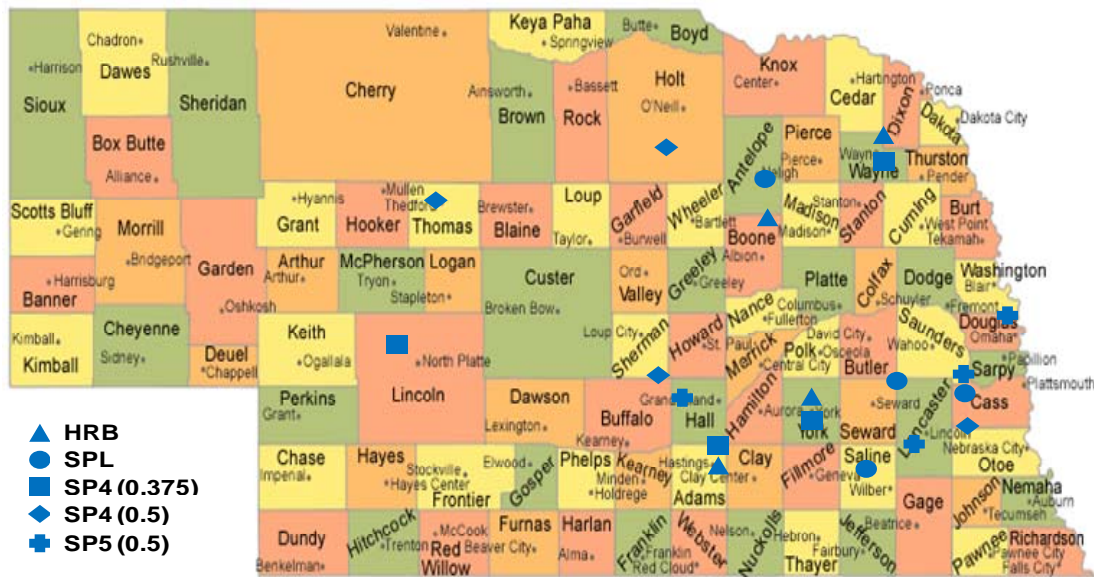 Keya Paha
Springview
Butte
Boyd
Chadron
Dawes
Rushville
Harrison
Sioux
Sheridan
Valentine
Cherry
Ainsworth
Brown
Bassett
Rock
Holt
O'Neill
Knox
Center
Hartington
Cedar
Dixon
Ponca
Dakota
Dakota City
Box Butte
Alliance
Antelope
Pierce
Pierce
Wayne
Wayne
Thurston
Pender
Scotts Bluff
Gering
Morrill
Bridgeport
Garden
Oshkosh
Hyannis
Grant
Mullen
Hooker
Thedford
Thomas
Brewster
Blaine
Loup
Taylor
Garfield
Burwell
Wheeler
Bartlett
Boone
Albion
Madison
Madison
Stanton
Stanton
Cuming
West Point
Burt
Tekamah
Harrisburg
Banner
Arthur
Arthur
McPherson
Tryon
Logan
Stapleton
Custer
Broken Bow
Ord
Valley
Greeley
Greeley
Platte
Columbus
Colfax
Schuyler
Dodge
Fremont
Washington
Blair
Kimball
Kimball
Cheyenne
Sidney
Deuel
Chappell
Keith
Ogallala
North Platte
Lincoln
Loup City
Sherman
Howard
St. Paul
Nance
Fullerton
Merrick
Central City
Polk
Osceola
David City
Butler
Saunders
Wahoo
Douglas
Omaha
Papillion
Sarpy
Plattsmouth
Cass
Perkins
Grant
Dawson
Lexington
Buffalo
Kearney
Hall
Hamilton
Aurora
York
York
Seward
Seward
Lancaster
Lincoln
Nebraska City
Otoe
Chase
Imperial
Hayes
Hayes Center
Stockville
Frontier
Elwood
Gosper
Phelps
Holdrege
Kearney
Minden
Hastings
Adams
Clay Center
Clay
Fillmore
Geneva
Saline
Wilber
Gage
Beatrice
Johnson
Tecumseh
Nemaha
Auburn
Dundy
Benkelman
Hitchcock
Trenton
McCook
Red
Willow
Furnas
Beaver City
Harlan
Alma
Franklin
Franklin
Webster
Red Cloud
Nelson
Nuckolls
Hebron
Thayer
Fairbury
Jefferson
Pawnee
Pawnee City
Richardson
Falls City
HRB
SPL
SP4 (0.375)
SP4 (0.5)
SP5 (0.5)